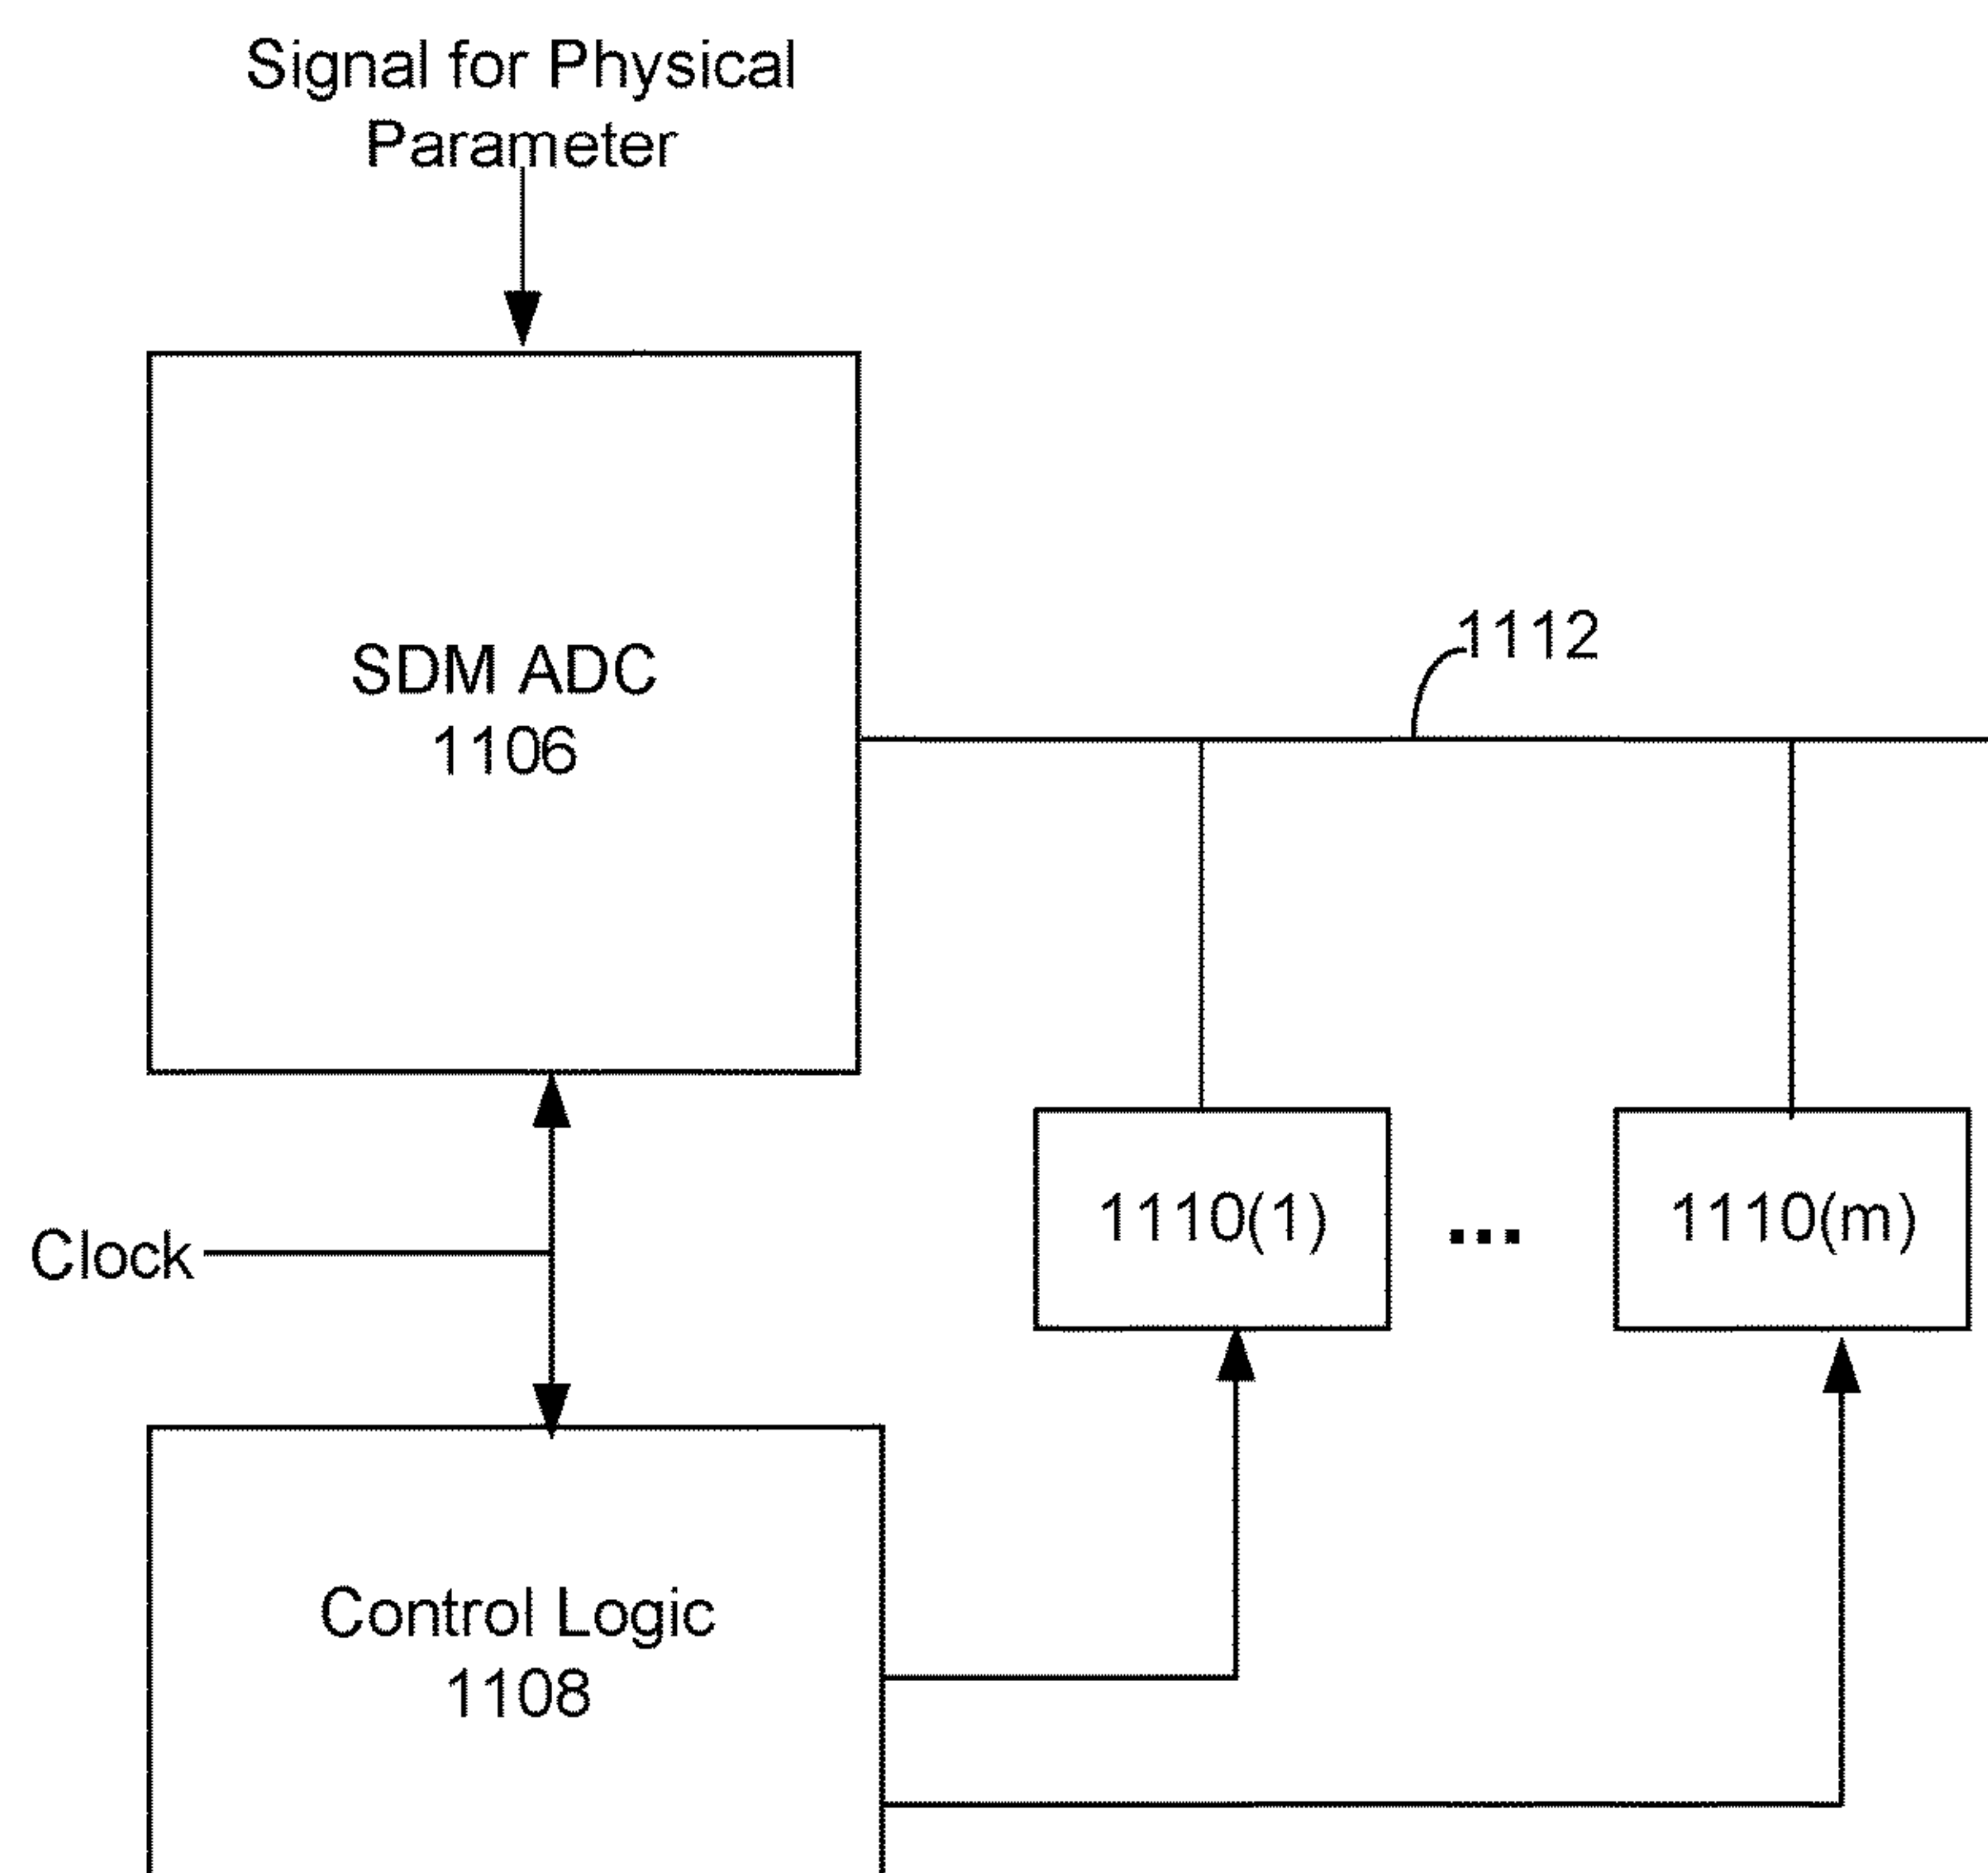 Signal for Physical
Parameter
SDM ADC
1106
1112
1110(1)
...
1110(m)
Clock
Control Logic
1108